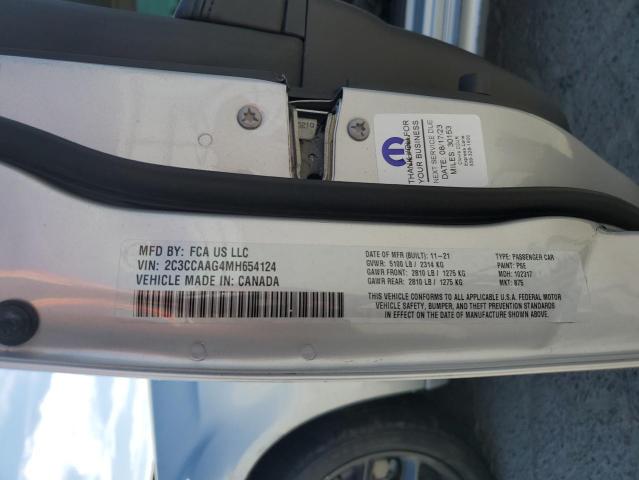 5210
THANK YOU FOR
YOUR BUSINESS
NEXT SERVICE DUE
DATE: 08/17/23
MILES: 30153
Express Lane
MFD BY: FCA US LLC
VIN: 2C3CCAAG4MH654124
VEHICLE MADE IN: CANADA
DATE OF MFR (BUILT): 11-21
GVWR: 5100 LB / 2314 KG
GAWR FRONT: 2810 LB / 1275 KG
GAWR REAR: 2810 LB / 1275 KG
TYPE: PASSENGER CAR
PAINT: PSE
MDH: 102317
MKT: 875
THIS VEHICLE CONFORMS TO ALL APPLICABLE U.S.A. FEDERAL MOTOR
VEHICLE SAFETY, BUMPER, AND THEFT PREVENTION STANDARDS
IN EFFECT ON THE DATE OF MANUFACTURE SHOWN ABOVE.